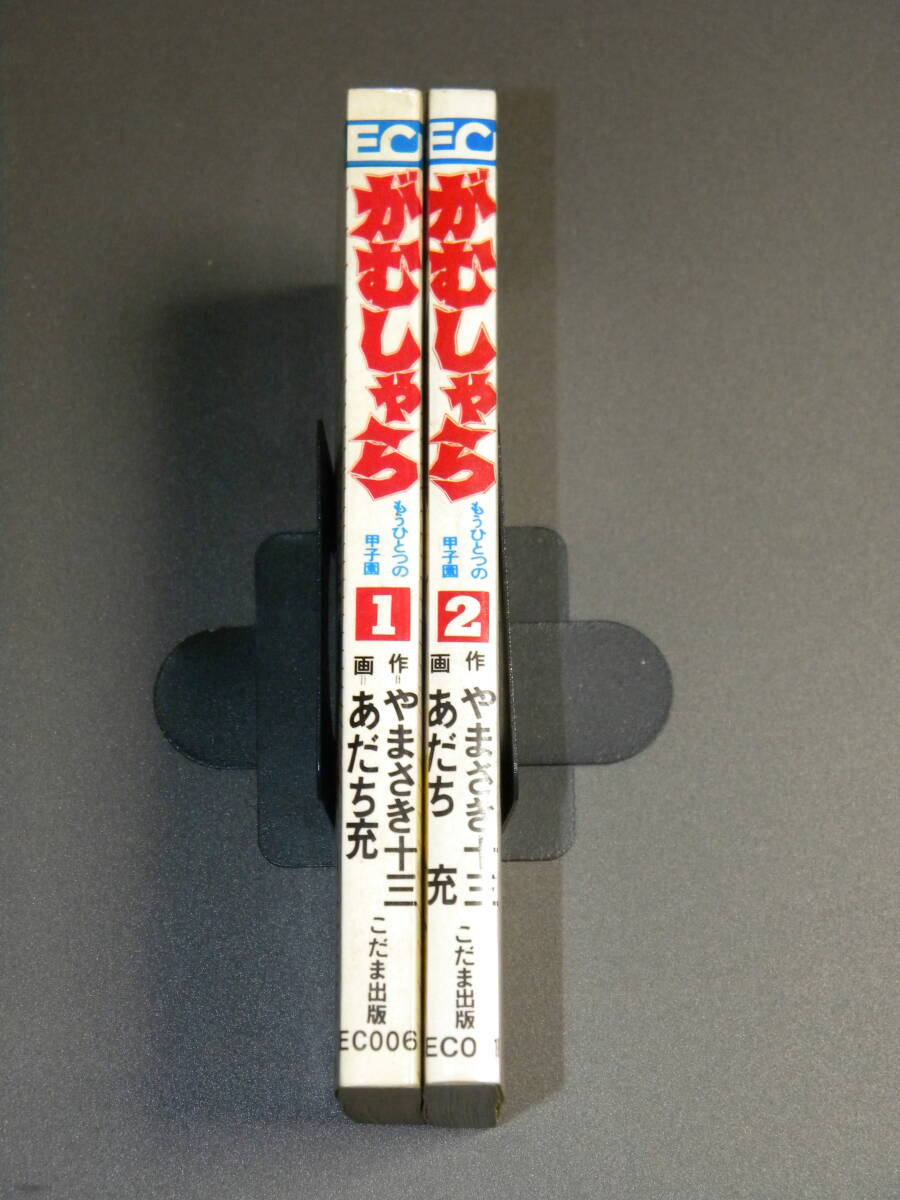 EC
がむしゃら
もうひとつの
甲子園
1
作=やまさき十三
画=あだち充
こだま出版
EC006
EC
がむしゃら
もうひとつの
甲子園
2
作 やまさき十三
画 あだち 充
こだま出版